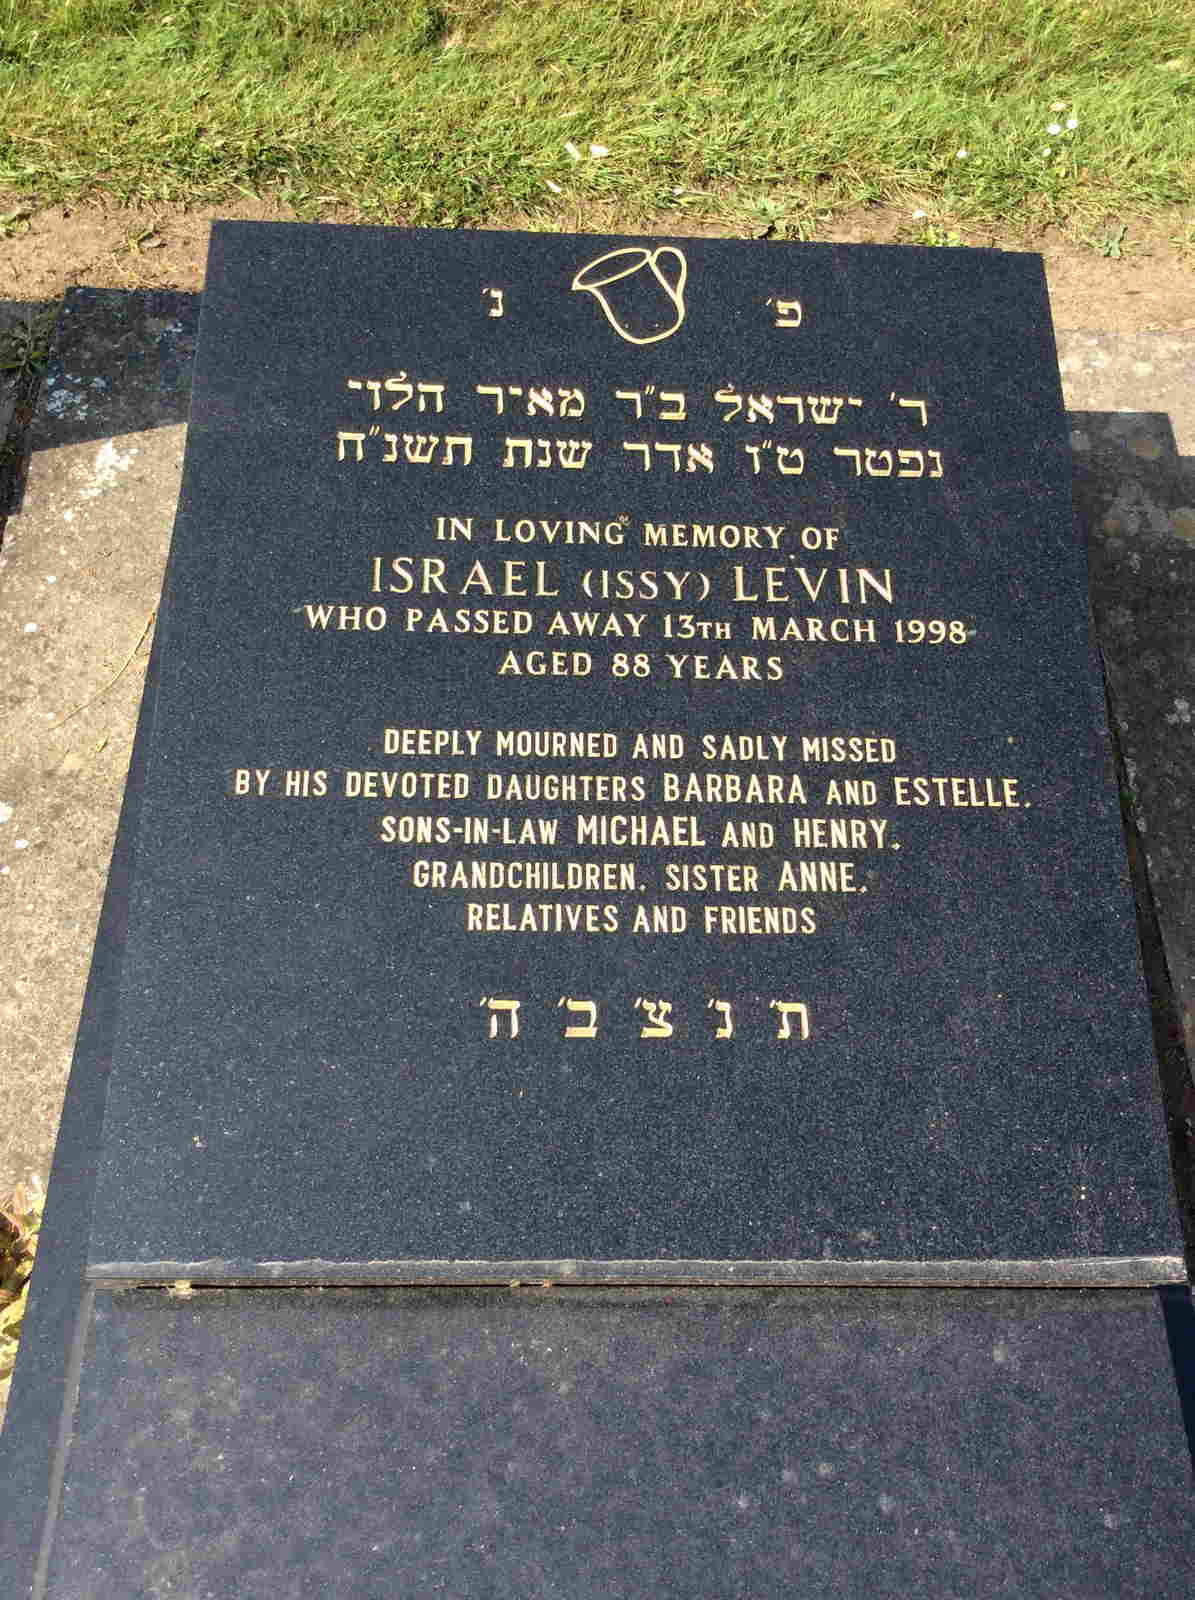 פ׳ נ׳
ר׳ ישראל ב״ר מאיר הלוי
נפטר ט״ו אדר שנת תשנ״ח
IN LOVING MEMORY OF
ISRAEL (ISSY) LEVIN
WHO PASSED AWAY 13TH MARCH 1998
AGED 88 YEARS
DEEPLY MOURNED AND SADLY MISSED
BY HIS DEVOTED DAUGHTERS BARBARA AND ESTELLE,
SONS-IN-LAW MICHAEL AND HENRY,
GRANDCHILDREN, SISTER ANNE,
RELATIVES AND FRIENDS
ת׳ נ׳ צ׳ ב׳ ה׳